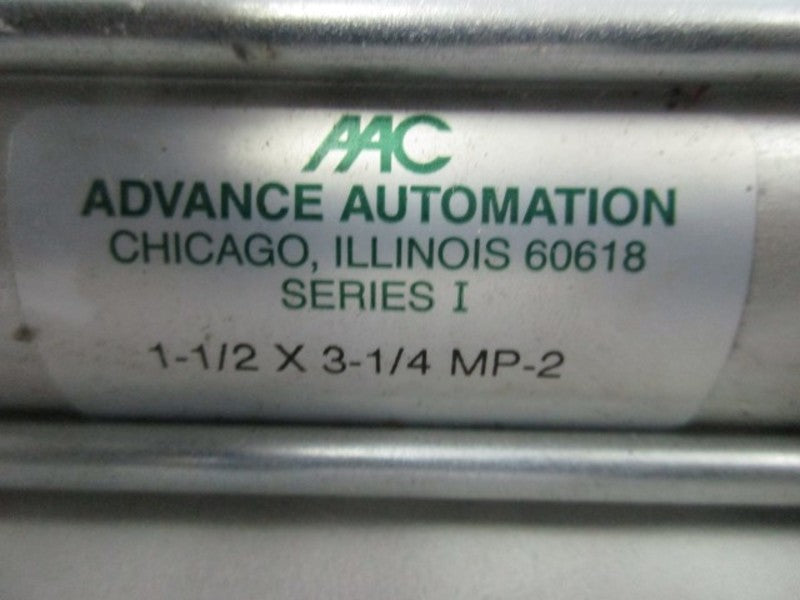 AAC
ADVANCE AUTOMATION
CHICAGO, ILLINOIS 60618
SERIES I
1-1/2 X 3-1/4 MP-2